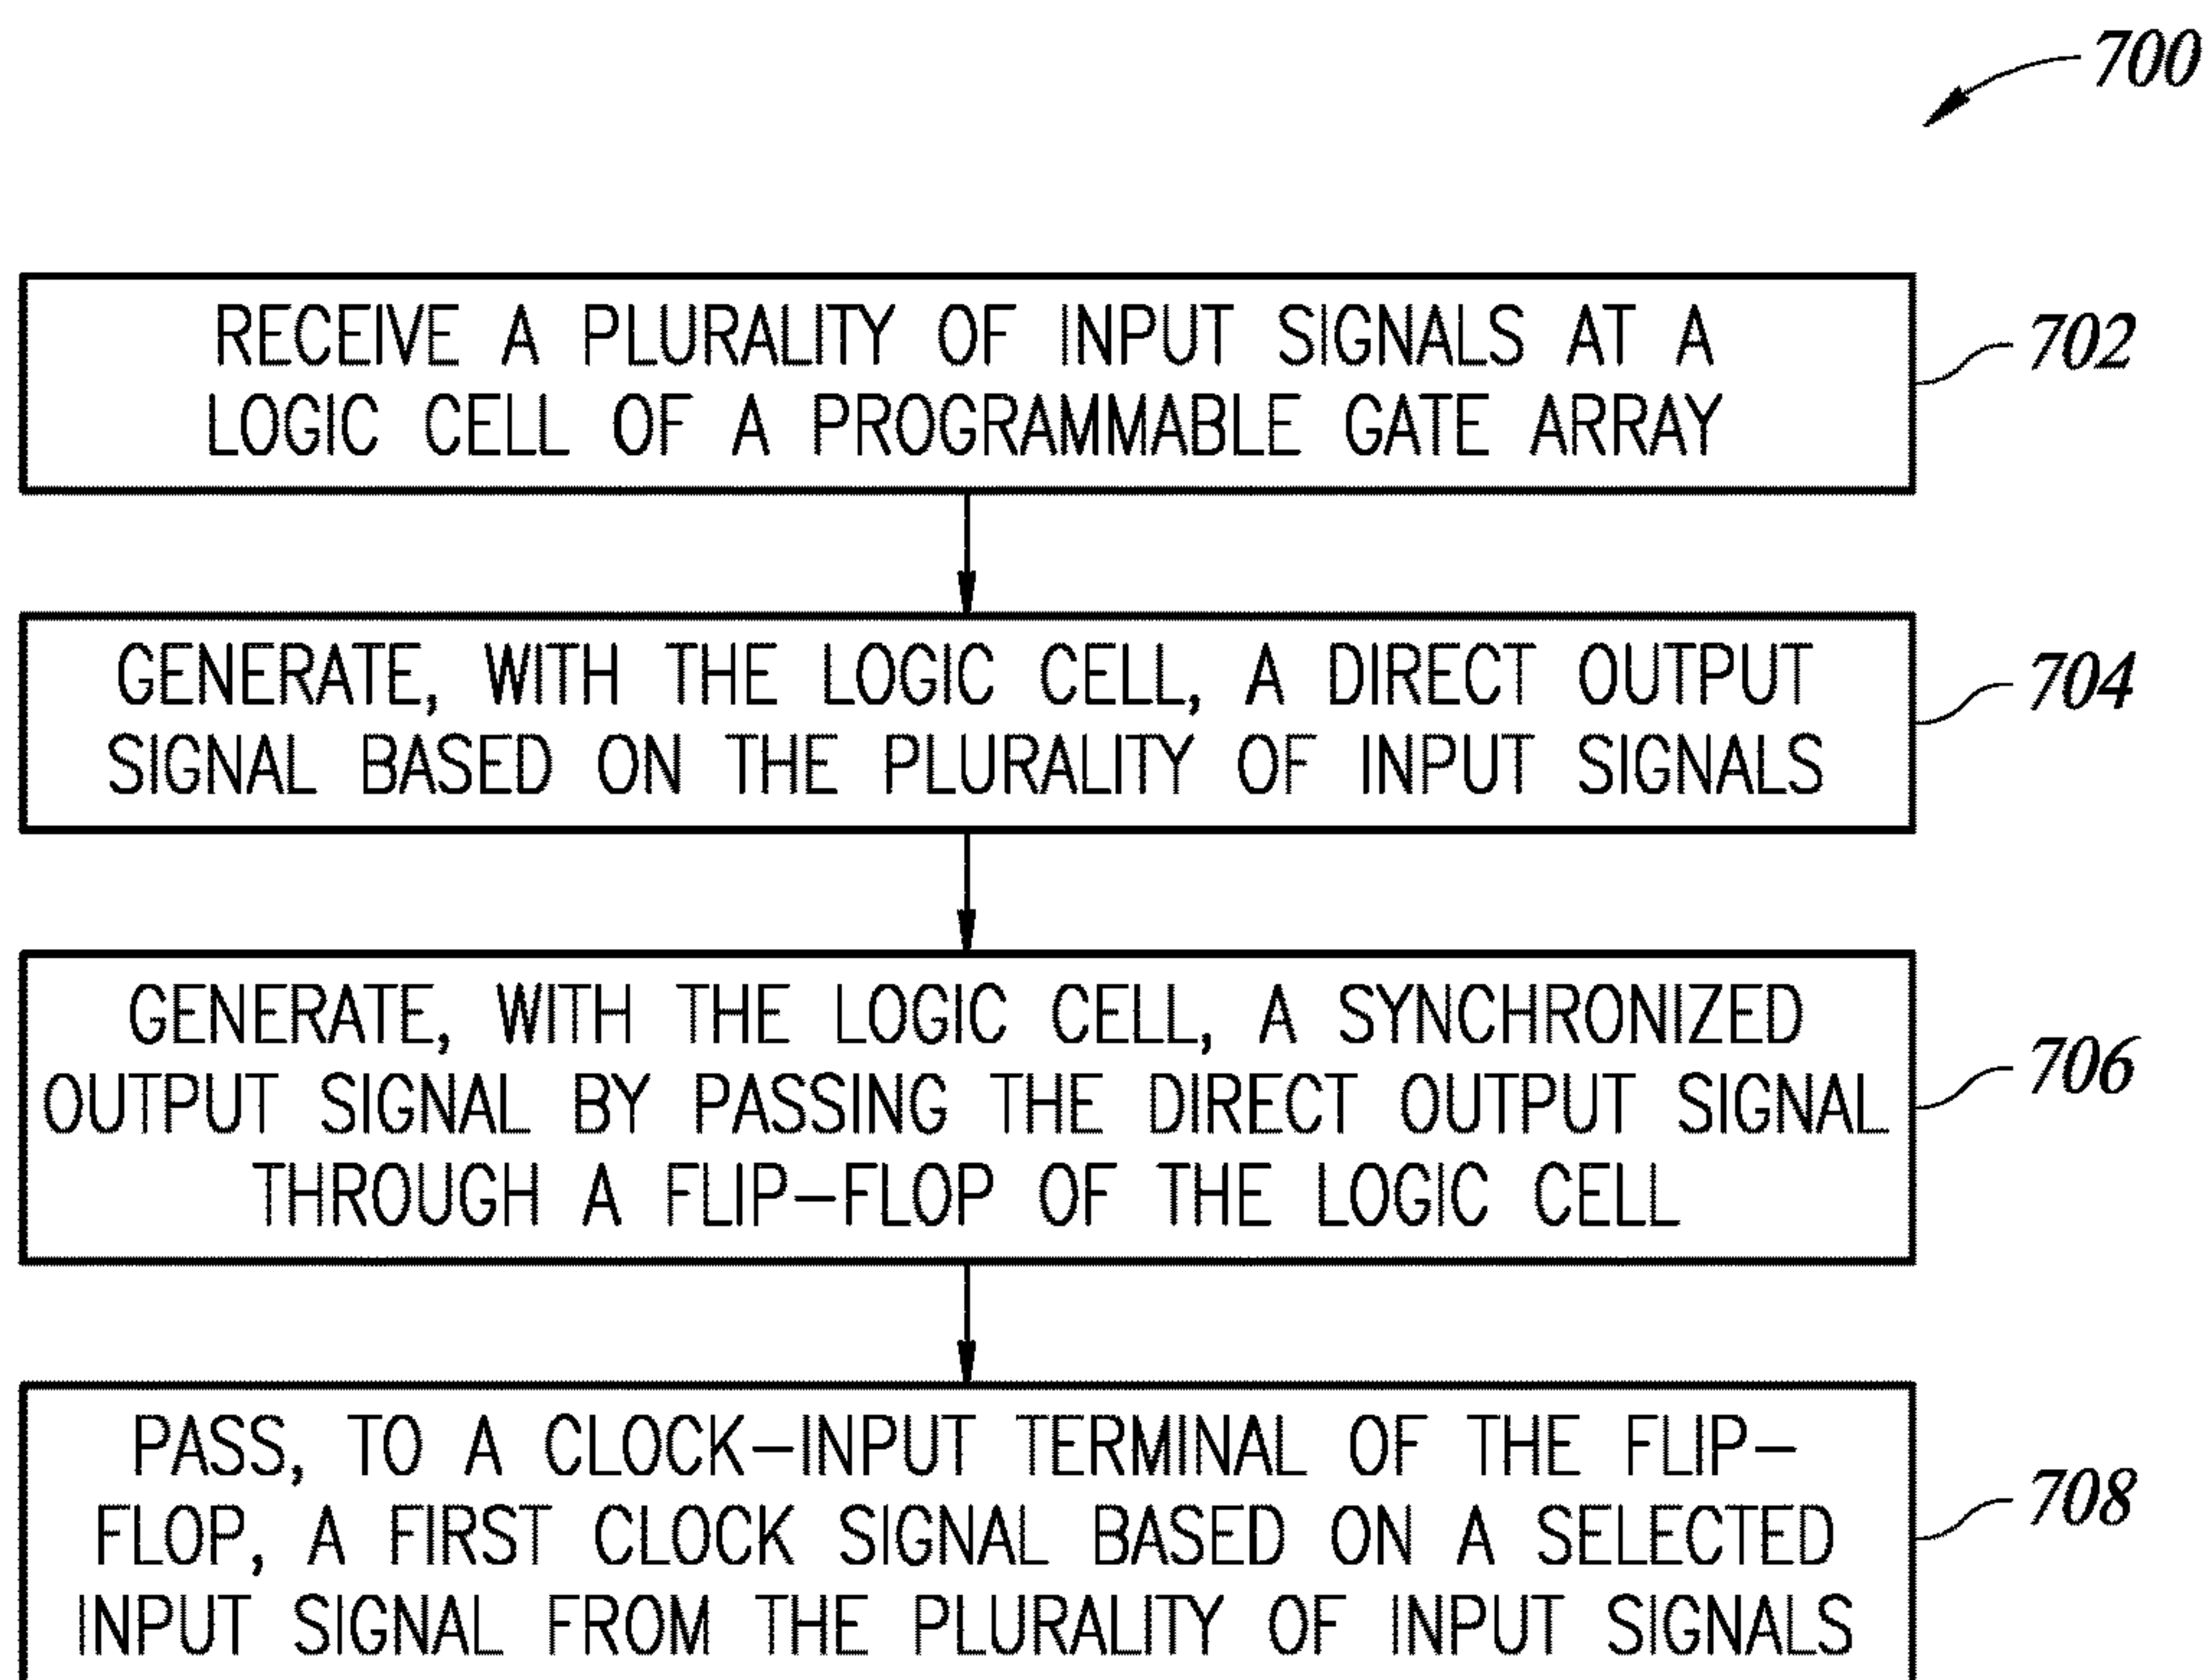 700
RECEIVE A PLURALITY OF INPUT SIGNALS AT A
LOGIC CELL OF A PROGRAMMABLE GATE ARRAY
702
GENERATE, WITH THE LOGIC CELL, A DIRECT OUTPUT
SIGNAL BASED ON THE PLURALITY OF INPUT SIGNALS
704
GENERATE, WITH THE LOGIC CELL, A SYNCHRONIZED
OUTPUT SIGNAL BY PASSING THE DIRECT OUTPUT SIGNAL
THROUGH A FLIP-FLOP OF THE LOGIC CELL
706
PASS, TO A CLOCK-INPUT TERMINAL OF THE FLIP-
FLOP, A FIRST CLOCK SIGNAL BASED ON A SELECTED
INPUT SIGNAL FROM THE PLURALITY OF INPUT SIGNALS
708